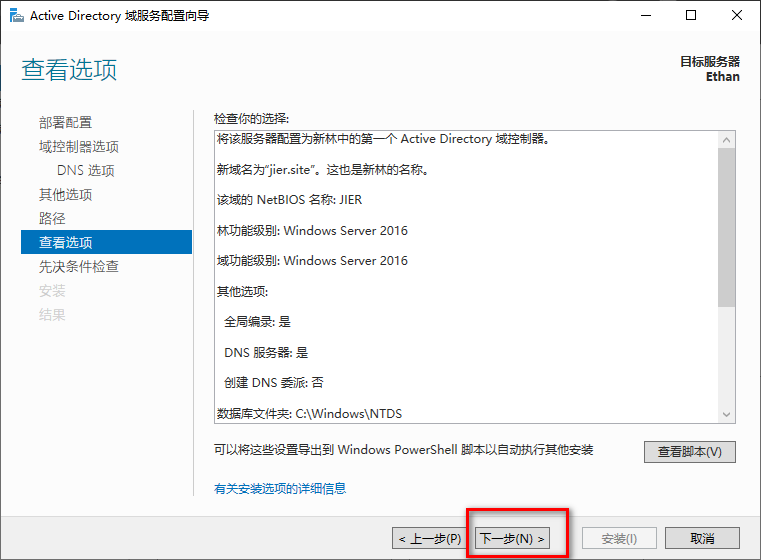 Active Directory 域服务配置向导
查看选项
目标服务器
Ethan
部署配置
域控制器选项
DNS 选项
其他选项
路径
查看选项
先决条件检查
安装
结果
检查你的选择:
将该服务器配置为新林中的第一个 Active Directory 域控制器。
新域名为“jier.site”。这也是新林的名称。
该域的 NetBIOS 名称: JIER
林功能级别: Windows Server 2016
域功能级别: Windows Server 2016
其他选项:
全局编录: 是
DNS 服务器: 是
创建 DNS 委派: 否
数据库文件夹: C:\Windows\NTDS
可以将这些设置导出到 Windows PowerShell 脚本以自动执行其他安装
查看脚本(V)
有关安装选项的详细信息
< 上一步(P)
下一步(N) >
安装(I)
取消